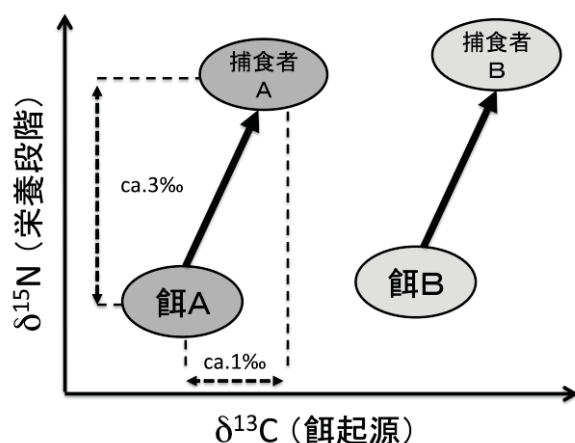 捕食者
A
捕食者
B
ca.3‰
餌A
餌B
ca.1‰
δ15N（栄養段階）
δ13C（餌起源）